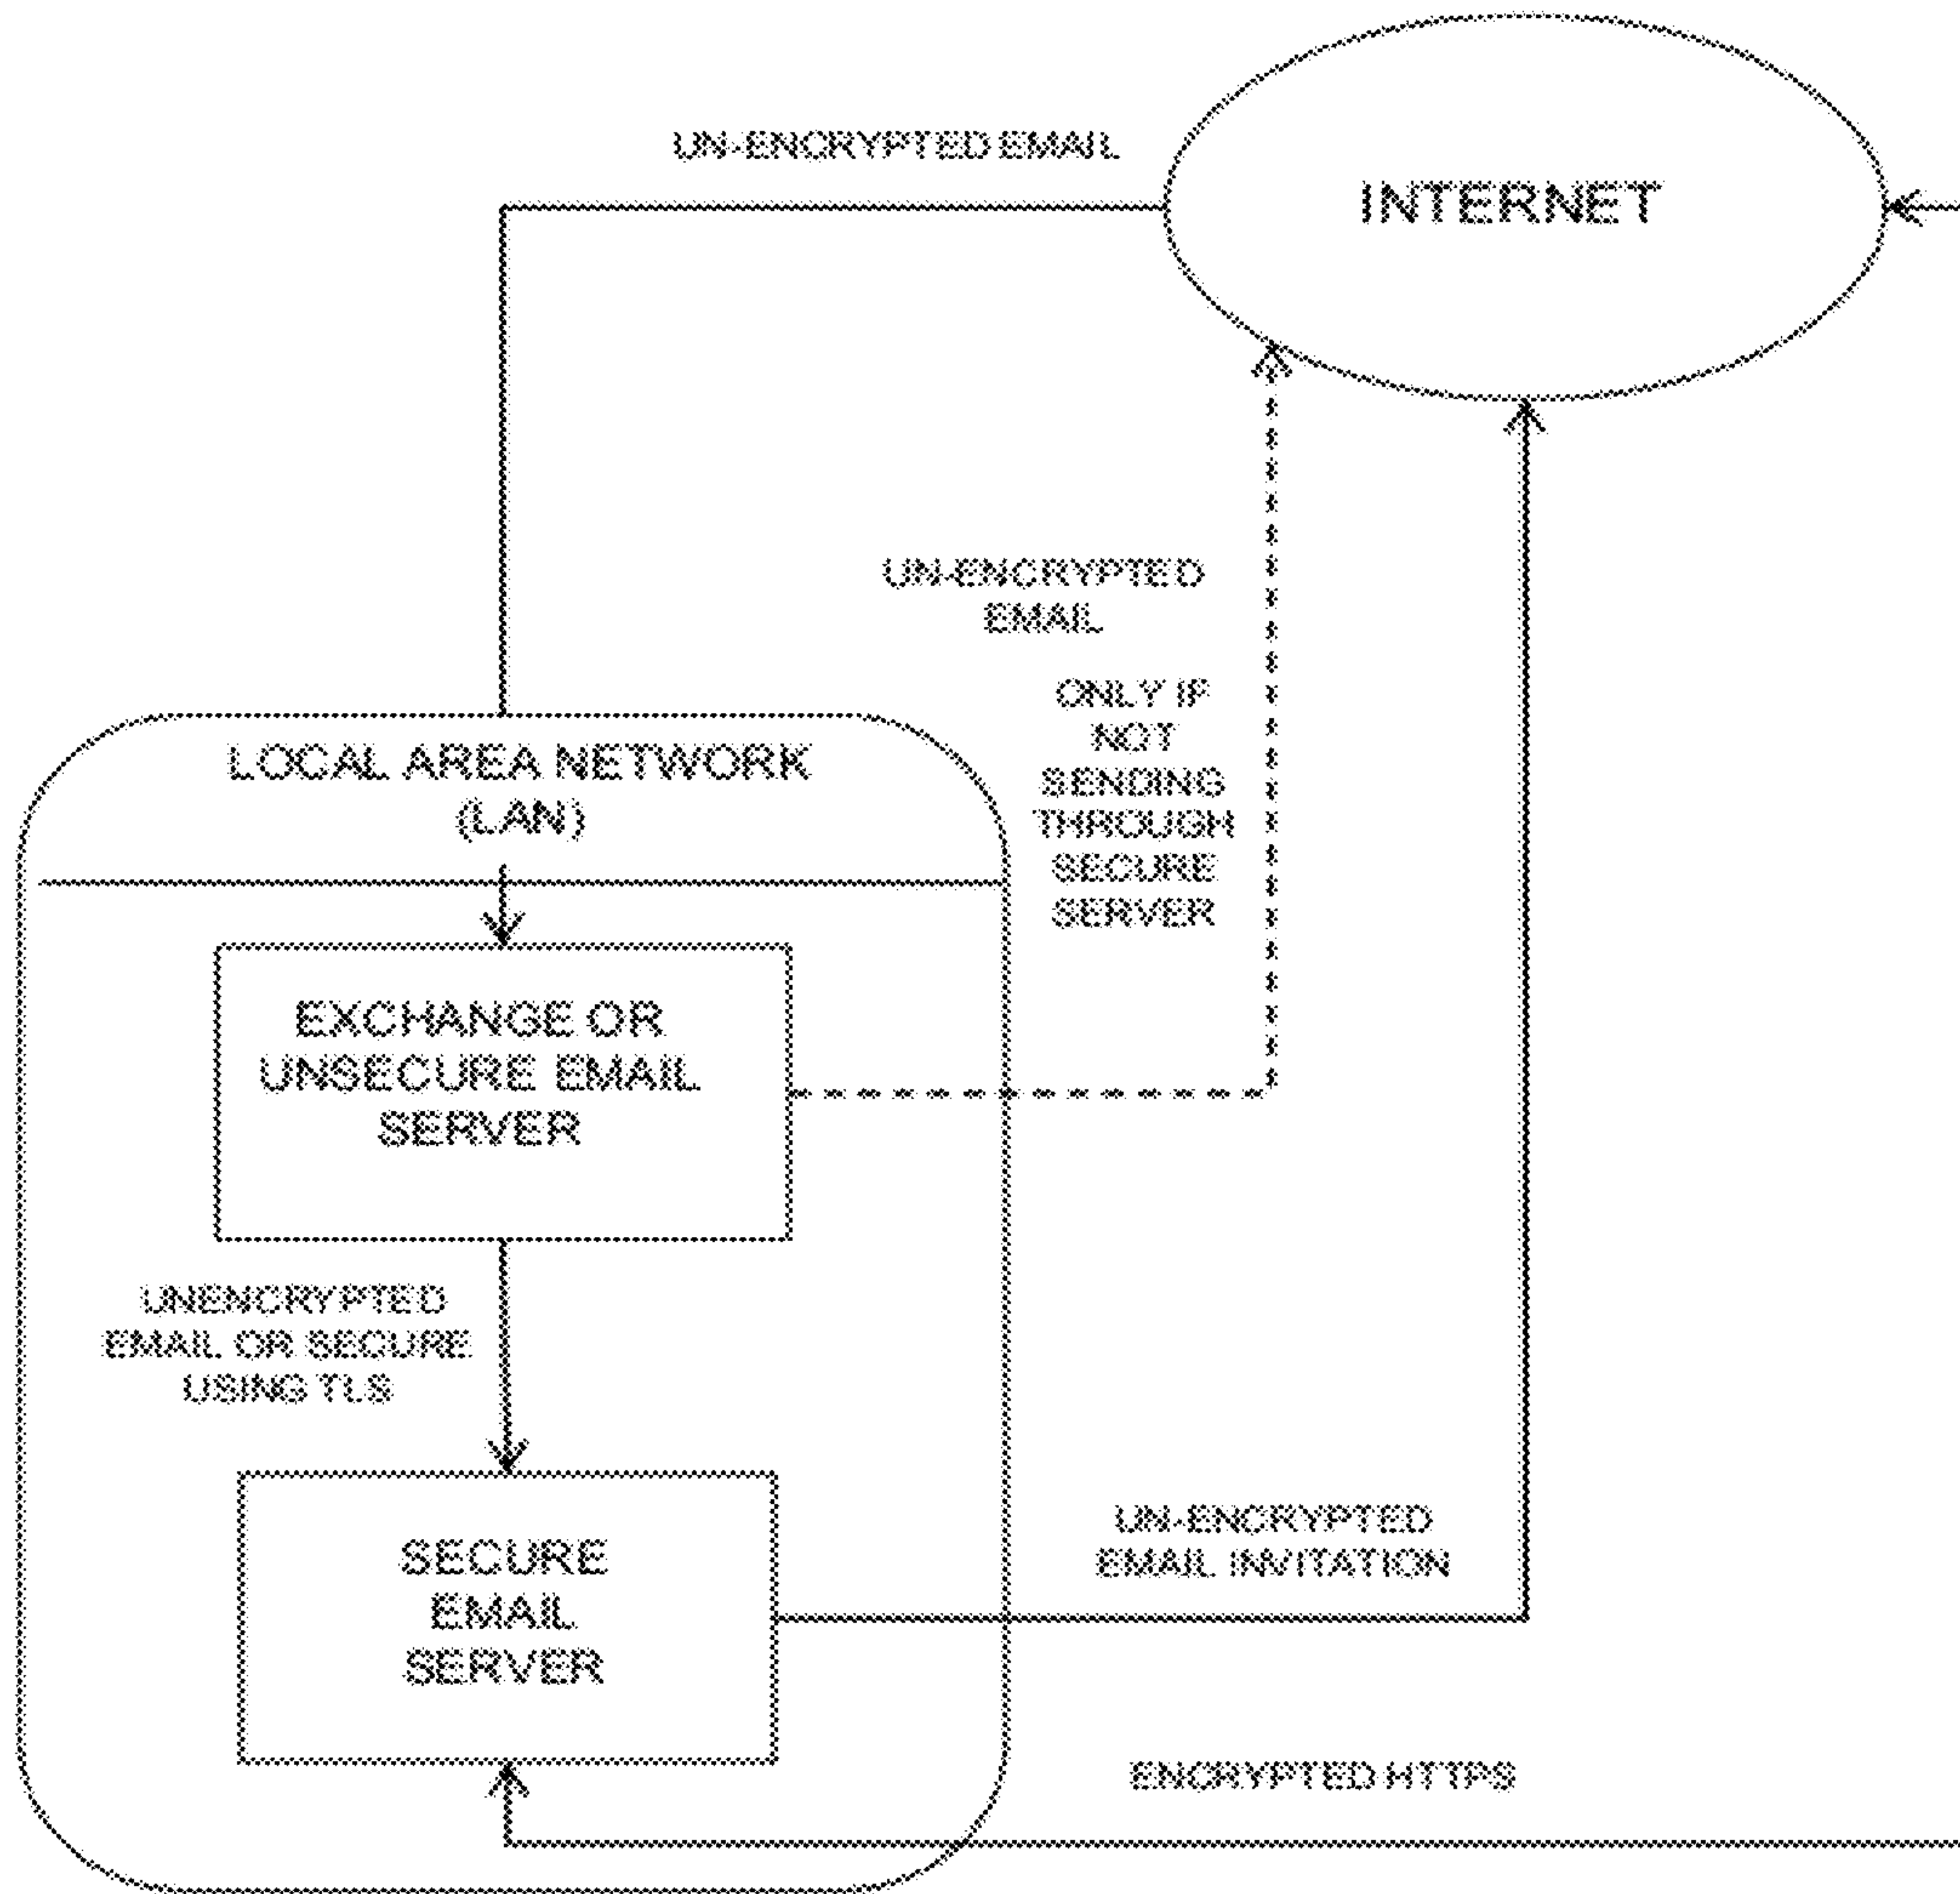 UN-ENCRYPTED EMAIL
INTERNET
UN-ENCRYPTED
EMAIL
ONLY IF
NOT
SENDING
THROUGH
SECURE
SERVER
LOCAL AREA NETWORK
(LAN)
EXCHANGE OR
UNSECURE EMAIL
SERVER
UNENCRYPTED
EMAIL OR SECURE
USING TLS
SECURE
EMAIL
SERVER
UN-ENCRYPTED
EMAIL INVITATION
ENCRYPTED HTTPS